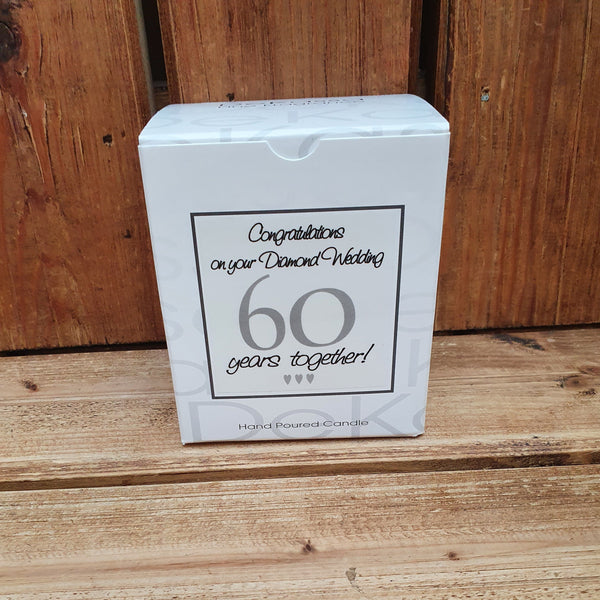 Congratulations
on your Diamond Wedding
60
years together!
Hand Poured Candle